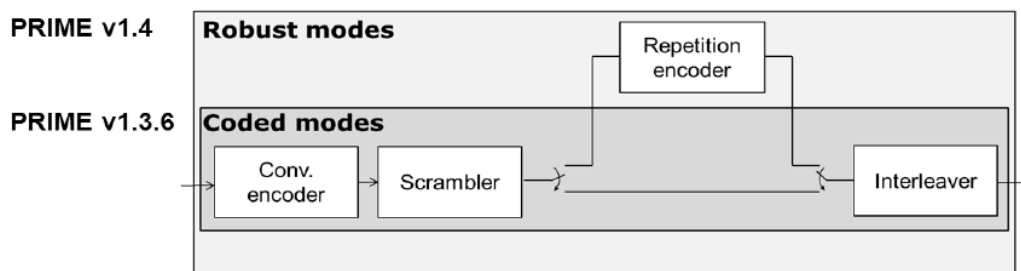 PRIME v1.4
Robust modes
Repetition
encoder
PRIME v1.3.6
Coded modes
Conv.
encoder
Scrambler
Interleaver